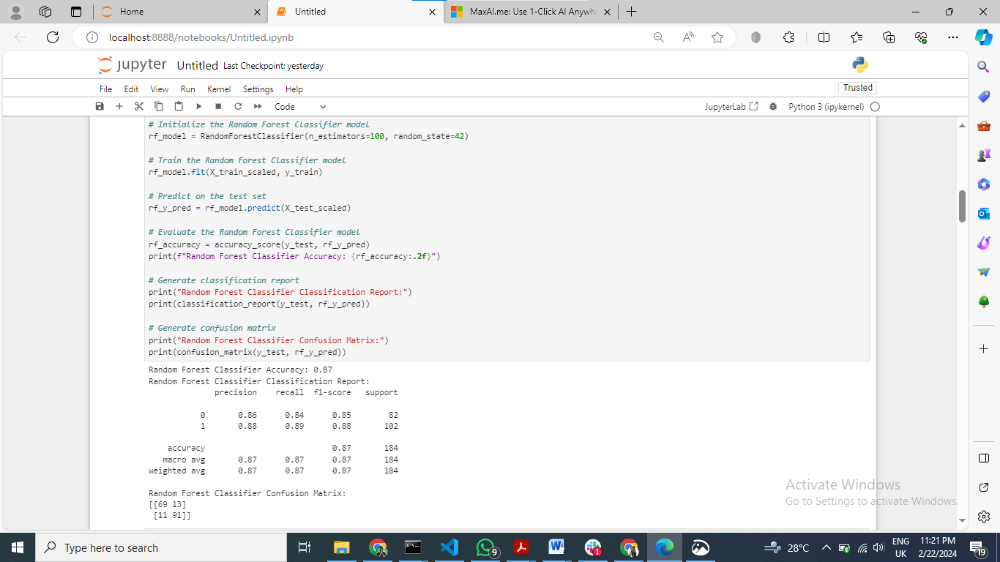 Home
Untitled
MaxAI.me: Use 1-Click AI Anywhe
localhost:8888/notebooks/Untitled.ipynb
jupyter Untitled Last Checkpoint: yesterday
File Edit View Run Kernel Settings Help
Trusted
Code
JupyterLab
Python 3 (ipykernel)
# Initialize the Random Forest Classifier model
rf_model = RandomForestClassifier(n_estimators=100, random_state=42)
# Train the Random Forest Classifier model
rf_model.fit(X_train_scaled, y_train)
# Predict on the test set
rf_y_pred = rf_model.predict(X_test_scaled)
# Evaluate the Random Forest Classifier model
rf_accuracy = accuracy_score(y_test, rf_y_pred)
print(f"Random Forest Classifier Accuracy: {rf_accuracy:.2f}")
# Generate classification report
print("Random Forest Classifier Classification Report:")
print(classification_report(y_test, rf_y_pred))
# Generate confusion matrix
print("Random Forest Classifier Confusion Matrix:")
print(confusion_matrix(y_test, rf_y_pred))
Random Forest Classifier Accuracy: 0.87
Random Forest Classifier Classification Report:
precision recall f1-score support
0 0.86 0.84 0.85 82
1 0.88 0.89 0.88 102
accuracy 0.87 184
macro avg 0.87 0.87 0.87 184
weighted avg 0.87 0.87 0.87 184
Random Forest Classifier Confusion Matrix:
[[69 13]
[11 91]]
Activate Windows
Go to Settings to activate Windows.
Type here to search
9
1
28°C
ENG
UK
11:21 PM
2/22/2024
19